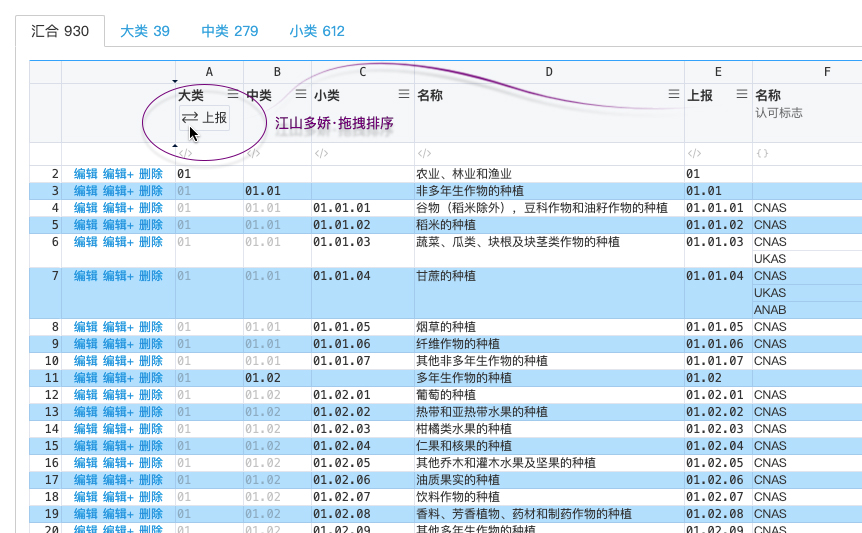 汇合 930 大类 39 中类 279 小类 612
A B C D E F
大类 中类 小类 名称 上报 名称
上报 江山多娇·拖拽排序 认可标志
</> </> </> </> {}
2 编辑 编辑+ 删除 01 农业、林业和渔业 01
3 编辑 编辑+ 删除 01 01.01 非多年生作物的种植 01.01
4 编辑 编辑+ 删除 01 01.01 01.01.01 谷物（稻米除外），豆科作物和油籽作物的种植 01.01.01 CNAS
5 编辑 编辑+ 删除 01 01.01 01.01.02 稻米的种植 01.01.02 CNAS
6 编辑 编辑+ 删除 01 01.01 01.01.03 蔬菜、瓜类、块根及块茎类作物的种植 01.01.03 CNAS
UKAS
7 编辑 编辑+ 删除 01 01.01 01.01.04 甘蔗的种植 01.01.04 CNAS
UKAS
ANAB
8 编辑 编辑+ 删除 01 01.01 01.01.05 烟草的种植 01.01.05 CNAS
9 编辑 编辑+ 删除 01 01.01 01.01.06 纤维作物的种植 01.01.06 CNAS
10 编辑 编辑+ 删除 01 01.01 01.01.07 其他非多年生作物的种植 01.01.07 CNAS
11 编辑 编辑+ 删除 01 01.02 多年生作物的种植 01.02
12 编辑 编辑+ 删除 01 01.02 01.02.01 葡萄的种植 01.02.01 CNAS
13 编辑 编辑+ 删除 01 01.02 01.02.02 热带和亚热带水果的种植 01.02.02 CNAS
14 编辑 编辑+ 删除 01 01.02 01.02.03 柑橘类水果的种植 01.02.03 CNAS
15 编辑 编辑+ 删除 01 01.02 01.02.04 仁果和核果的种植 01.02.04 CNAS
16 编辑 编辑+ 删除 01 01.02 01.02.05 其他乔木和灌木水果及坚果的种植 01.02.05 CNAS
17 编辑 编辑+ 删除 01 01.02 01.02.06 油质果实的种植 01.02.06 CNAS
18 编辑 编辑+ 删除 01 01.02 01.02.07 饮料作物的种植 01.02.07 CNAS
19 编辑 编辑+ 删除 01 01.02 01.02.08 香料、芳香植物、药材和制药作物的种植 01.02.08 CNAS
20 编辑 编辑+ 删除 01 01.02 01.02.09 其他多年生作物的种植 01.02.09 CNAS